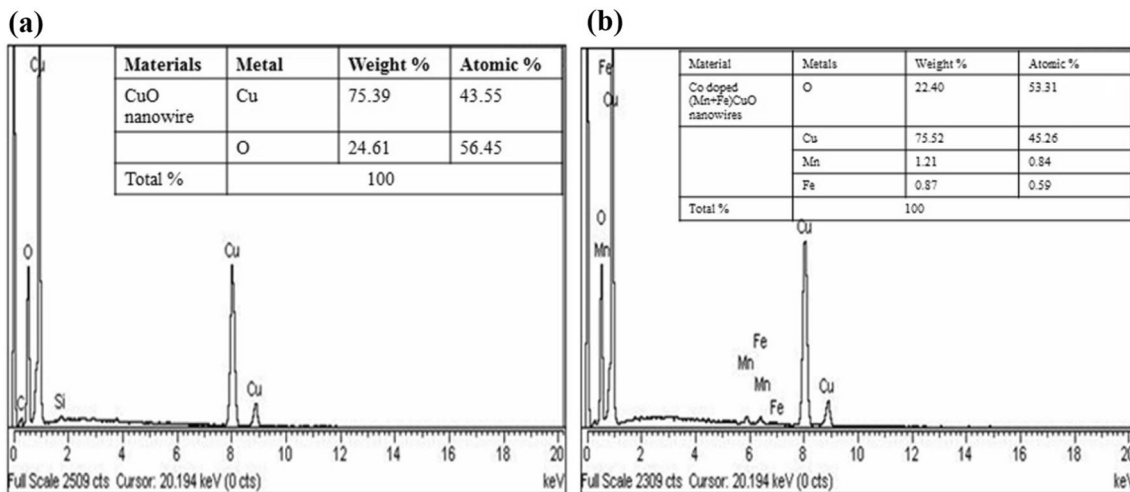 (a)
Cu
Materials Metal Weight % Atomic %
CuO nanowire Cu 75.39 43.55
O 24.61 56.45
Total % 100
O
Cu
Cu
C
Si
0 2 4 6 8 10 12 14 16 18 20
Full Scale 2509 cts Cursor: 20.194 keV (0 cts) keV
(b)
Fe
Cu
Material Metals Weight % Atomic %
Co doped (Mn+Fe)CuO nanowires O 22.40 53.31
Cu 75.52 45.26
Mn 1.21 0.84
Fe 0.87 0.59
Total % 100
O
Mn
Cu
Fe
Mn
Mn
Fe
Cu
0 2 4 6 8 10 12 14 16 18 20
Full Scale 2309 cts Cursor: 20.194 keV (0 cts) keV